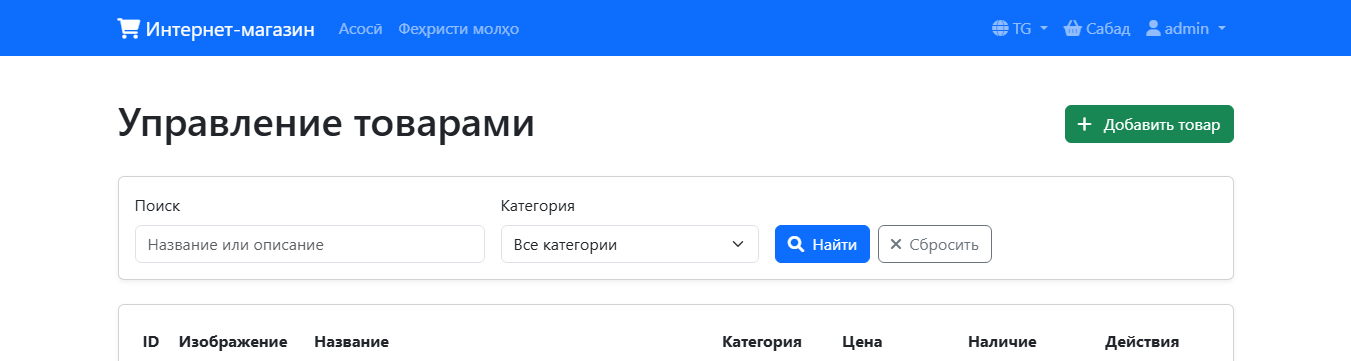 Интернет-магазин Асосӣ Феҳристи молҳо TG Сабад admin
Управление товарами Добавить товар
Поиск Категория
Название или описание Все категории Найти Сбросить
ID Изображение Название Категория Цена Наличие Действия